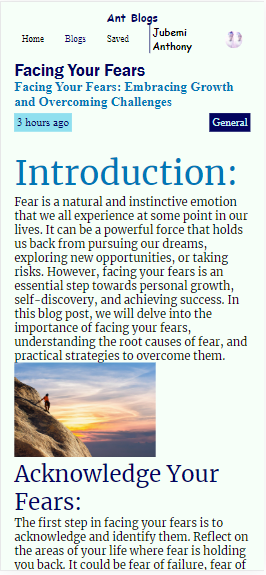 Ant Blogs
Home Blogs Saved Jubemi
Anthony
Facing Your Fears
Facing Your Fears: Embracing Growth
and Overcoming Challenges
3 hours ago General
Introduction:
Fear is a natural and instinctive emotion
that we all experience at some point in our
lives. It can be a powerful force that holds
us back from pursuing our dreams,
exploring new opportunities, or taking
risks. However, facing your fears is an
essential step towards personal growth,
self-discovery, and achieving success. In
this blog post, we will delve into the
importance of facing your fears,
understanding the root causes of fear, and
practical strategies to overcome them.
Acknowledge Your
Fears:
The first step in facing your fears is to
acknowledge and identify them. Reflect on
the areas of your life where fear is holding
you back. It could be fear of failure, fear of